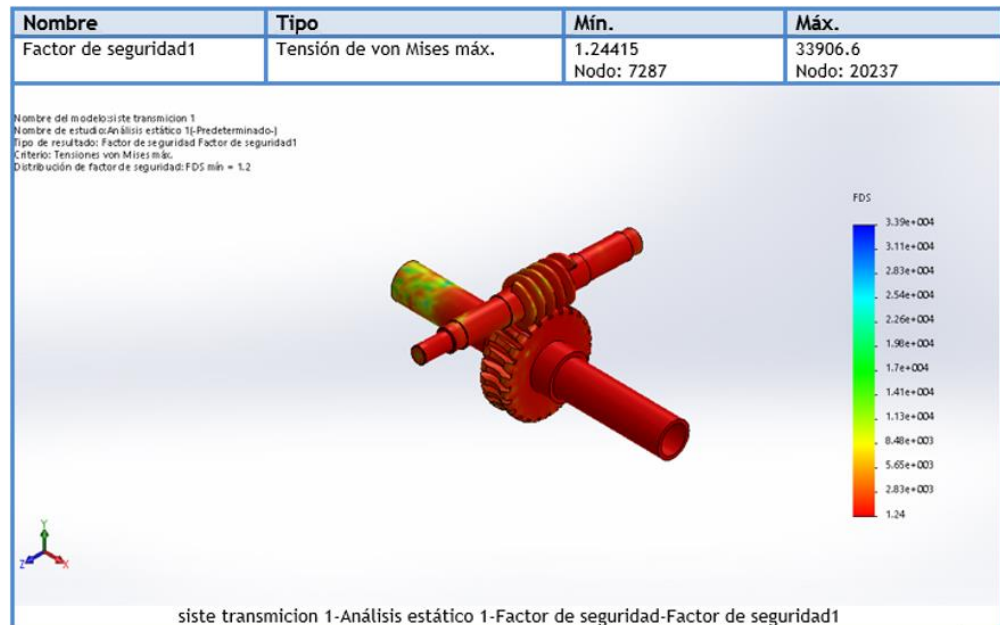 Nombre Tipo Mín. Máx.
Factor de seguridad1 Tensión de von Mises máx. 1.24415 33906.6
Nodo: 7287 Nodo: 20237
Nombre del modelo:siste transmicion 1
Nombre de estudio:Análisis estático 1(-Predeterminado-)
Tipo de resultado: Factor de seguridad Factor de seguridad1
Criterio: Tensiones von Mises máx.
Distribución de factor de seguridad: FDS mín = 1.2
FDS
3.39e+004
3.11e+004
2.83e+004
2.54e+004
2.26e+004
1.98e+004
1.7e+004
1.41e+004
1.13e+004
8.48e+003
5.65e+003
2.83e+003
1.24
Y
Z X
siste transmicion 1-Análisis estático 1-Factor de seguridad-Factor de seguridad1